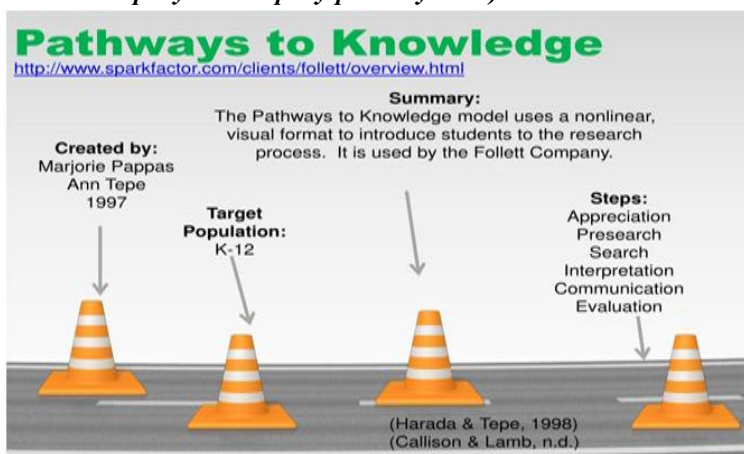 Pathways to Knowledge
http://www.sparkfactor.com/clients/follett/overview.html
Summary:
The Pathways to Knowledge model uses a nonlinear,
visual format to introduce students to the research
process. It is used by the Follett Company.
Created by:
Marjorie Pappas
Ann Tepe
1997
Target
Population:
K-12
Steps:
Appreciation
Presearch
Search
Interpretation
Communication
Evaluation
(Harada & Tepe, 1998)
(Callison & Lamb, n.d.)